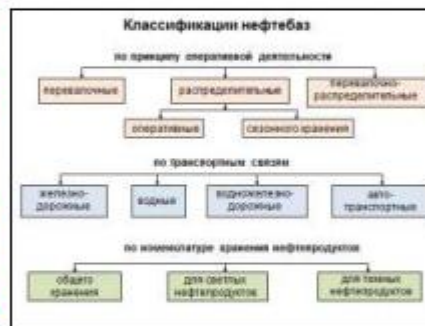 Классификации нефтебаз
по принципу оперативной деятельности
перевалочные
распределительные
перевалочно-
распределительные
оперативные
сезонного хранения
по транспортным связям
железно-
дорожные
водные
водножелезно-
дорожные
авто-
транспортные
по номенклатуре хранения нефтепродуктов
общего
хранения
для светлых
нефтепродуктов
для темных
нефтепродуктов